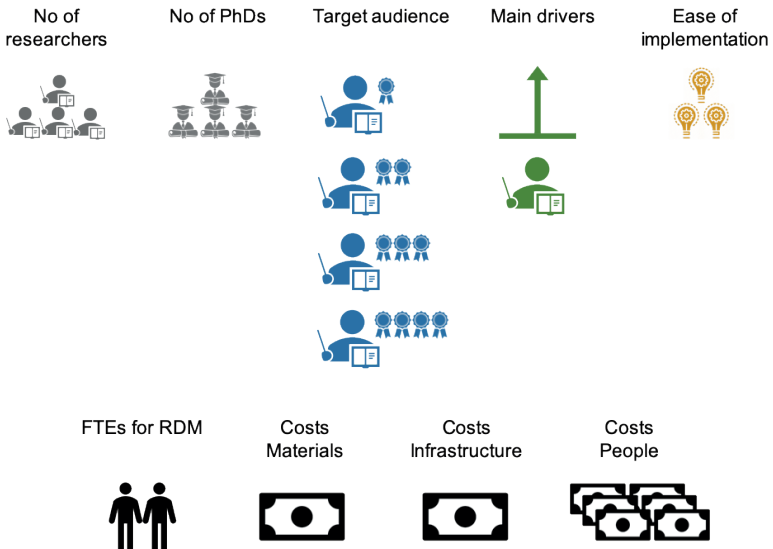 No of
researchers
No of PhDs
Target audience
Main drivers
Ease of
implementation
FTEs for RDM
Costs
Materials
Costs
Infrastructure
Costs
People